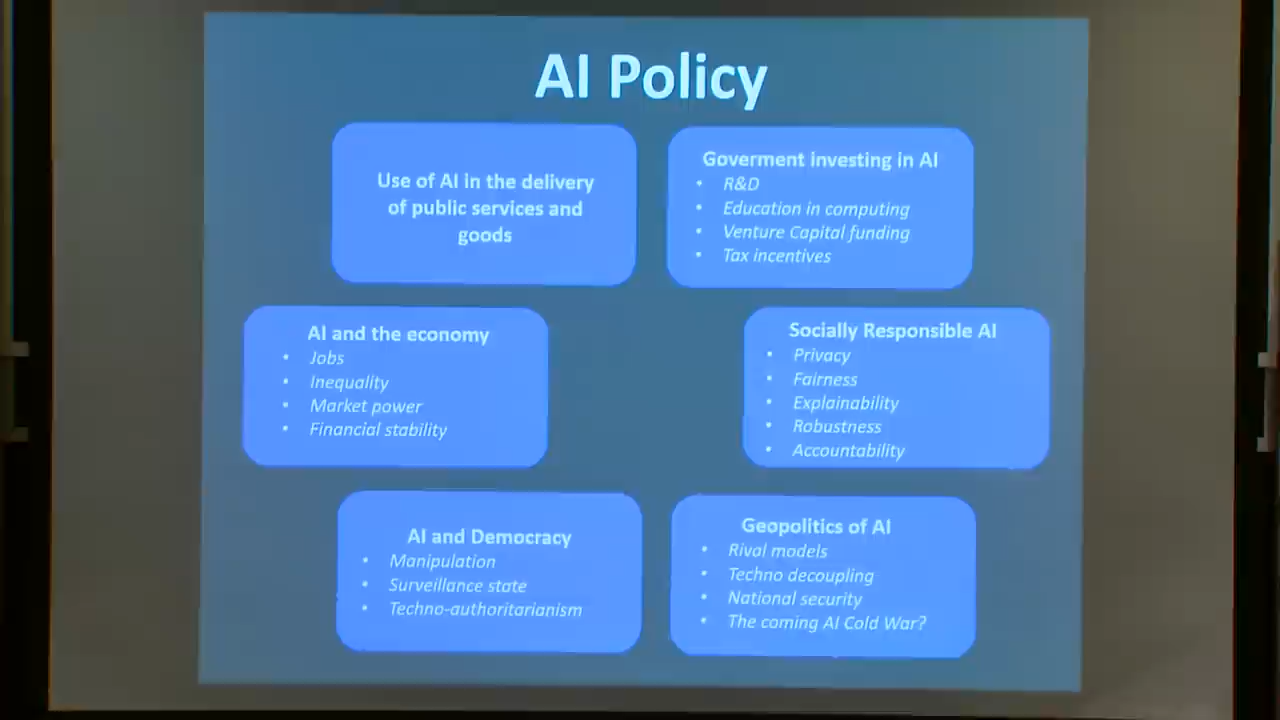 AI Policy
Use of AI in the delivery
of public services and
goods
Goverment investing in AI
• R&D
• Education in computing
• Venture Capital funding
• Tax incentives
AI and the economy
• Jobs
• Inequality
• Market power
• Financial stability
Socially Responsible AI
• Privacy
• Fairness
• Explainability
• Robustness
• Accountability
AI and Democracy
• Manipulation
• Surveillance state
• Techno-authoritarianism
Geopolitics of AI
• Rival models
• Techno decoupling
• National security
• The coming AI Cold War?